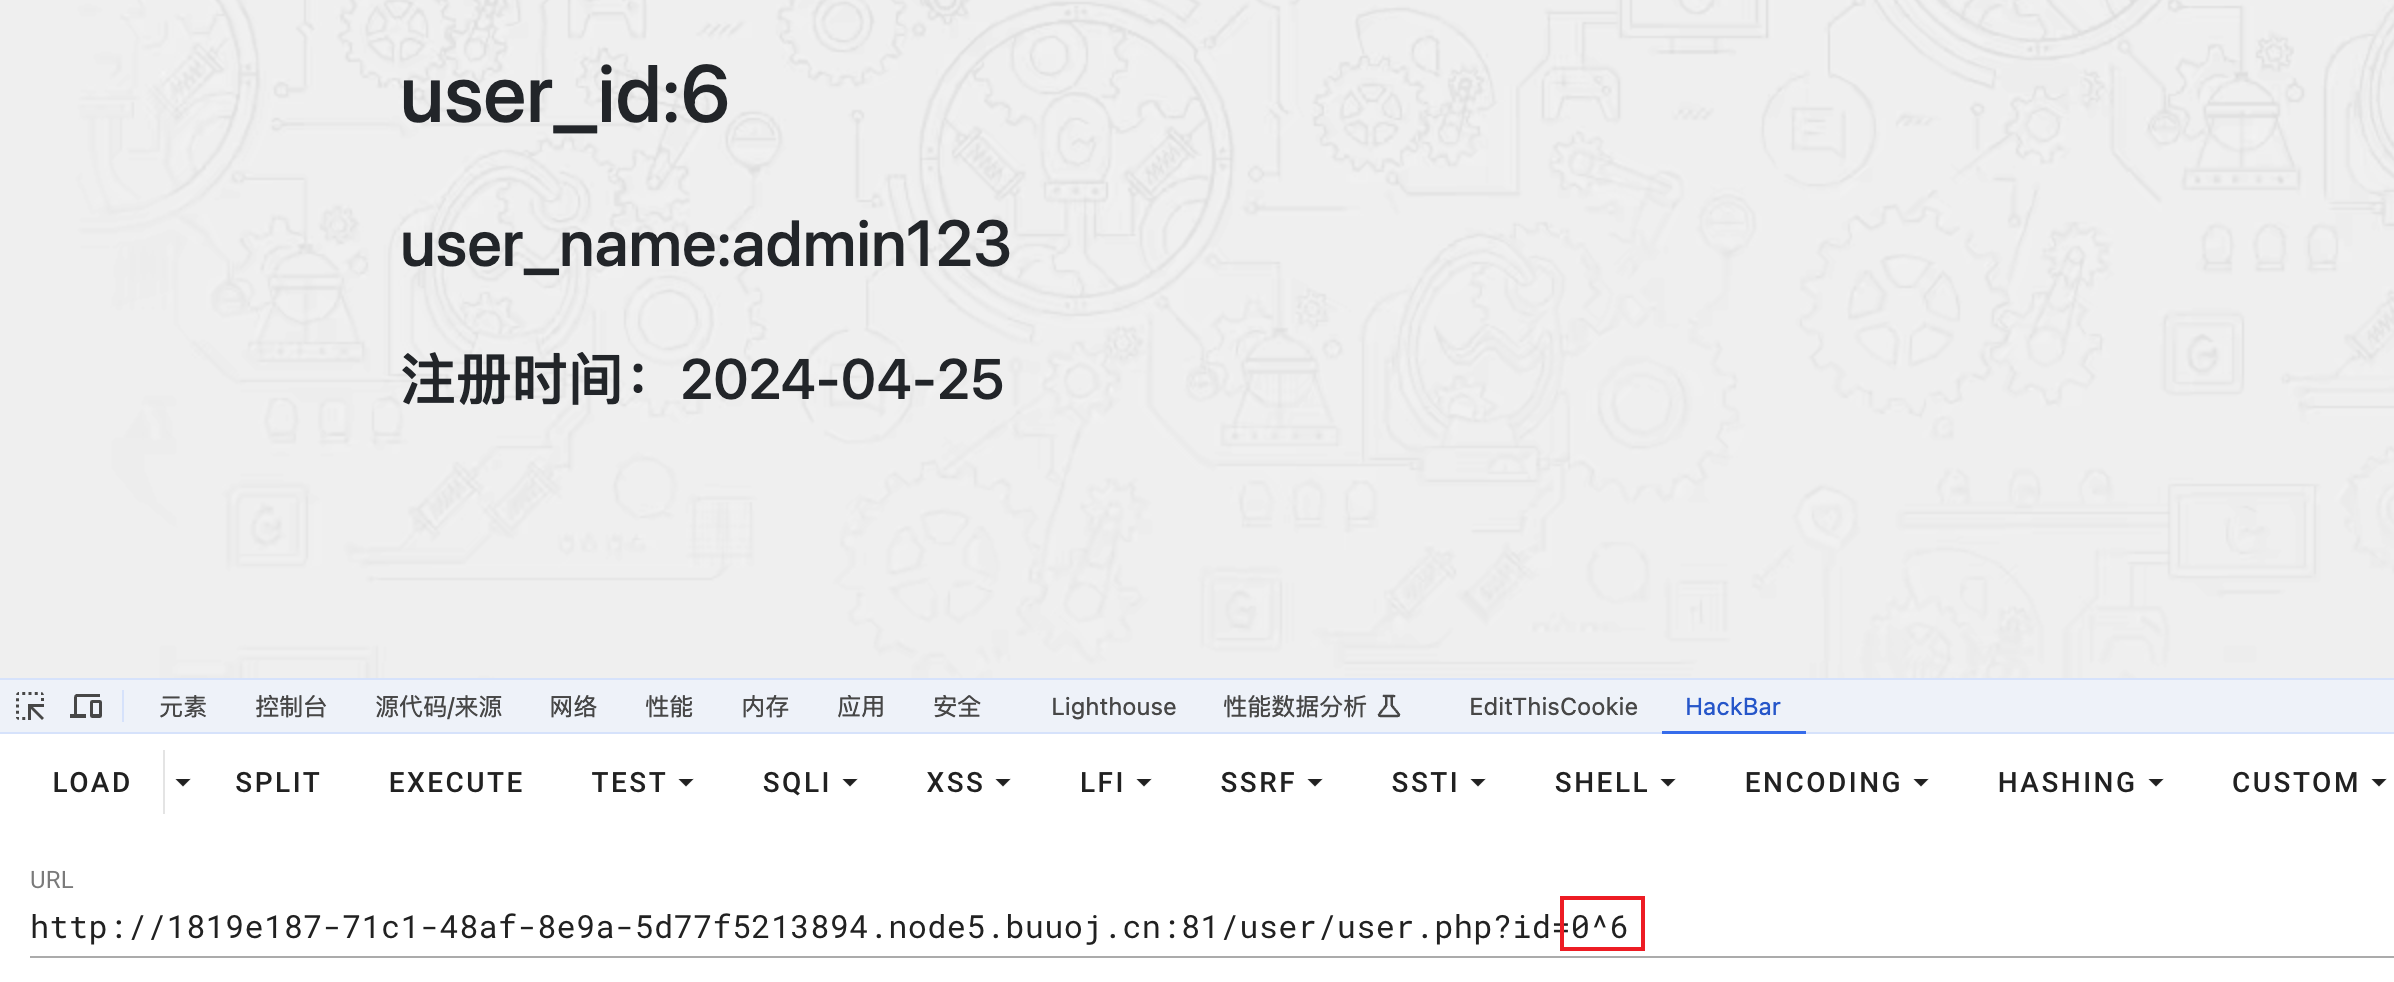 user_id:6
user_name:admin123
注册时间：2024-04-25
元素 控制台 源代码/来源 网络 性能 内存 应用 安全 Lighthouse 性能数据分析 EditThisCookie HackBar
LOAD SPLIT EXECUTE TEST SQLI XSS LFI SSRF SSTI SHELL ENCODING HASHING CUSTOM
URL
http://1819e187-71c1-48af-8e9a-5d77f5213894.node5.buuoj.cn:81/user/user.php?id=0^6